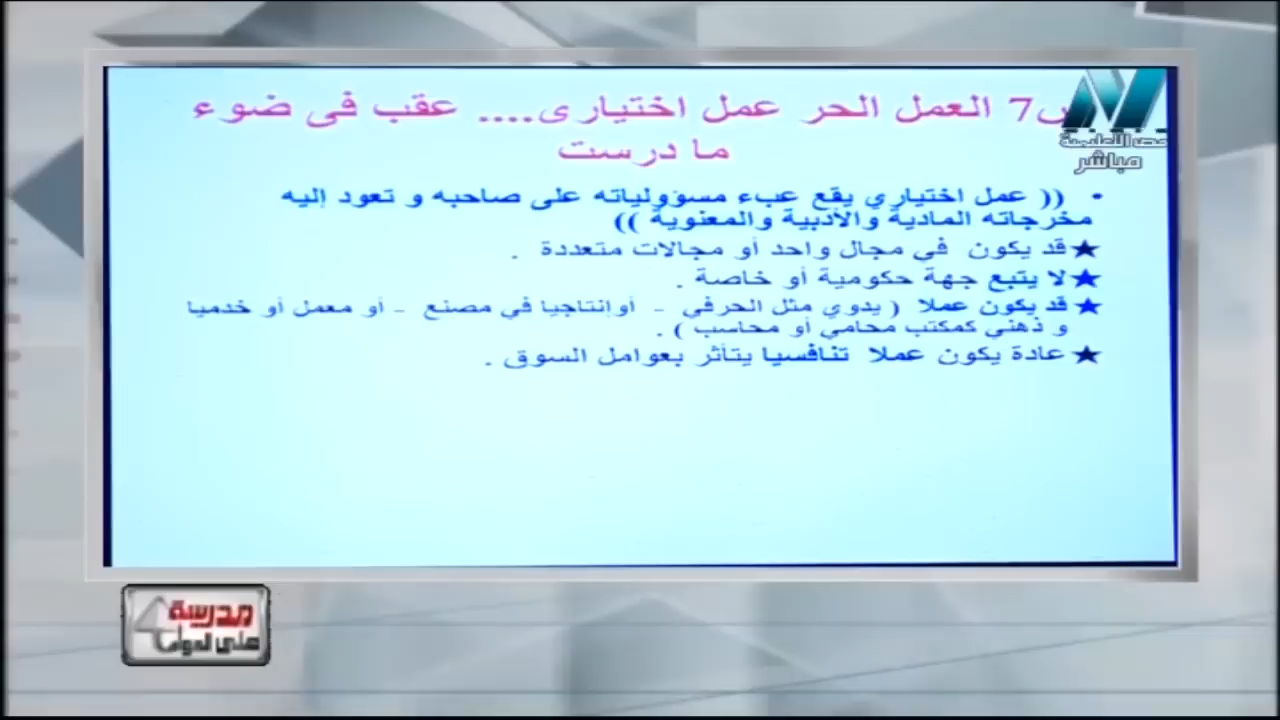 س7 العمل الحر عمل اختيارى.... عقب فى ضوء
ما درست
مصر التعليمية
مباشر
• (( عمل اختياري يقع عبء مسؤولياته على صاحبه و تعود إليه
مخرجاته المادية والأدبية والمعنوية ))
★ قد يكون في مجال واحد أو مجالات متعددة .
★ لا يتبع جهة حكومية أو خاصة .
★ قد يكون عملا ( يدوي مثل الحرفي - أوإنتاجيا في مصنع - أو معمل أو خدميا
و ذهني كمكتب محامي أو محاسب ) .
★ عادة يكون عملا تنافسيا يتأثر بعوامل السوق .
مدرسة
على الهواء